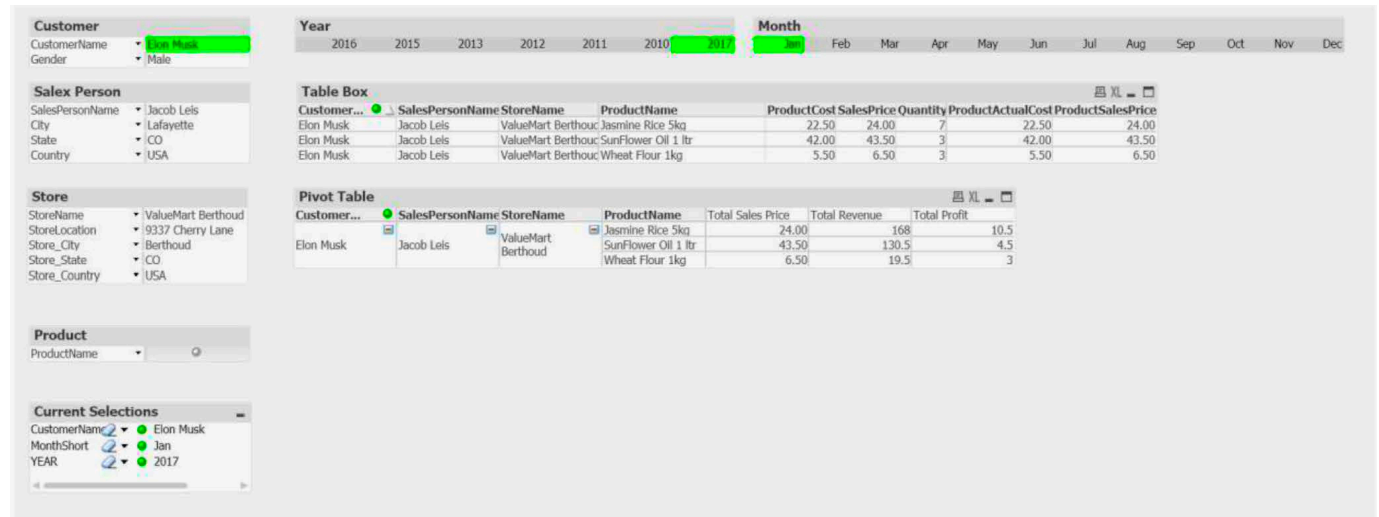 Customer
CustomerName Elon Musk
Gender Male
Year
2016 2015 2013 2012 2011 2010 2017
Month
Jan Feb Mar Apr May Jun Jul Aug Sep Oct Nov Dec
Salex Person
SalesPersonName Jacob Leis
City Lafayette
State CO
Country USA
Table Box XL
Customer... SalesPersonName StoreName ProductName ProductCost SalesPrice Quantity ProductActualCost ProductSalesPrice
Elon Musk Jacob Leis ValueMart Berthoud Jasmine Rice 5kg 22.50 24.00 7 22.50 24.00
Elon Musk Jacob Leis ValueMart Berthoud SunFlower Oil 1 ltr 42.00 43.50 3 42.00 43.50
Elon Musk Jacob Leis ValueMart Berthoud Wheat Flour 1kg 5.50 6.50 3 5.50 6.50
Store
StoreName ValueMart Berthoud
StoreLocation 9337 Cherry Lane
Store_City Berthoud
Store_State CO
Store_Country USA
Pivot Table XL
Customer... SalesPersonName StoreName ProductName Total Sales Price Total Revenue Total Profit
Elon Musk Jacob Leis ValueMart Berthoud Jasmine Rice 5kg 24.00 168 10.5
SunFlower Oil 1 ltr 43.50 130.5 4.5
Wheat Flour 1kg 6.50 19.5 3
Product
ProductName
Current Selections
CustomerName Elon Musk
MonthShort Jan
YEAR 2017